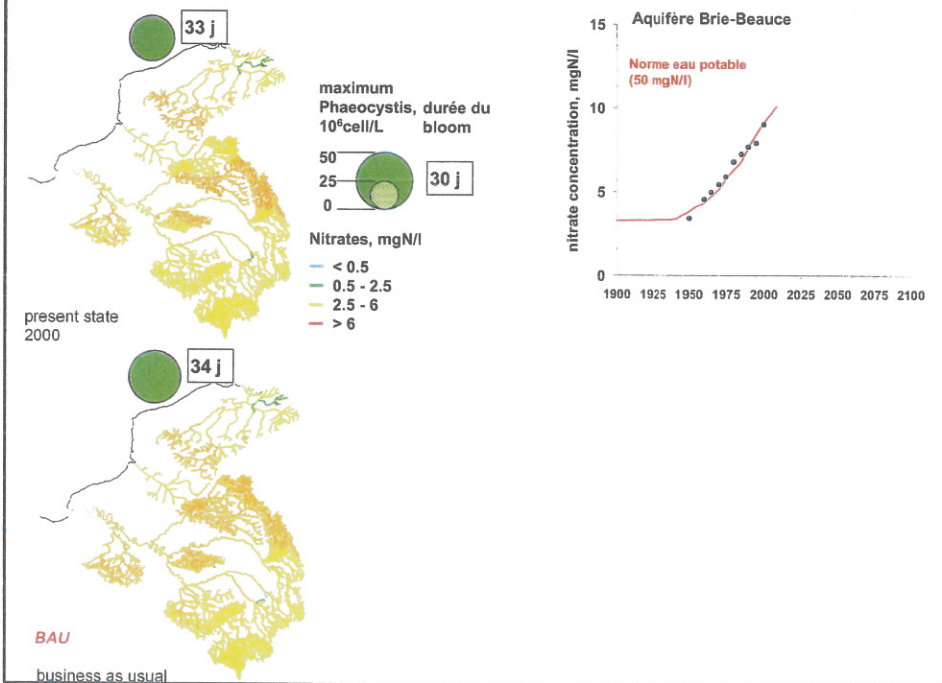 33 j
maximum
Phaeocystis, durée du
10⁶cell/L bloom
50
25
0
30 j
Nitrates, mgN/l
< 0.5
0.5 - 2.5
2.5 - 6
> 6
present state
2000
34 j
BAU
business as usual
Aquifère Brie-Beauce
Norme eau potable
(50 mgN/l)
nitrate concentration, mgN/l
15
10
5
0
1900 1925 1950 1975 2000 2025 2050 2075 2100